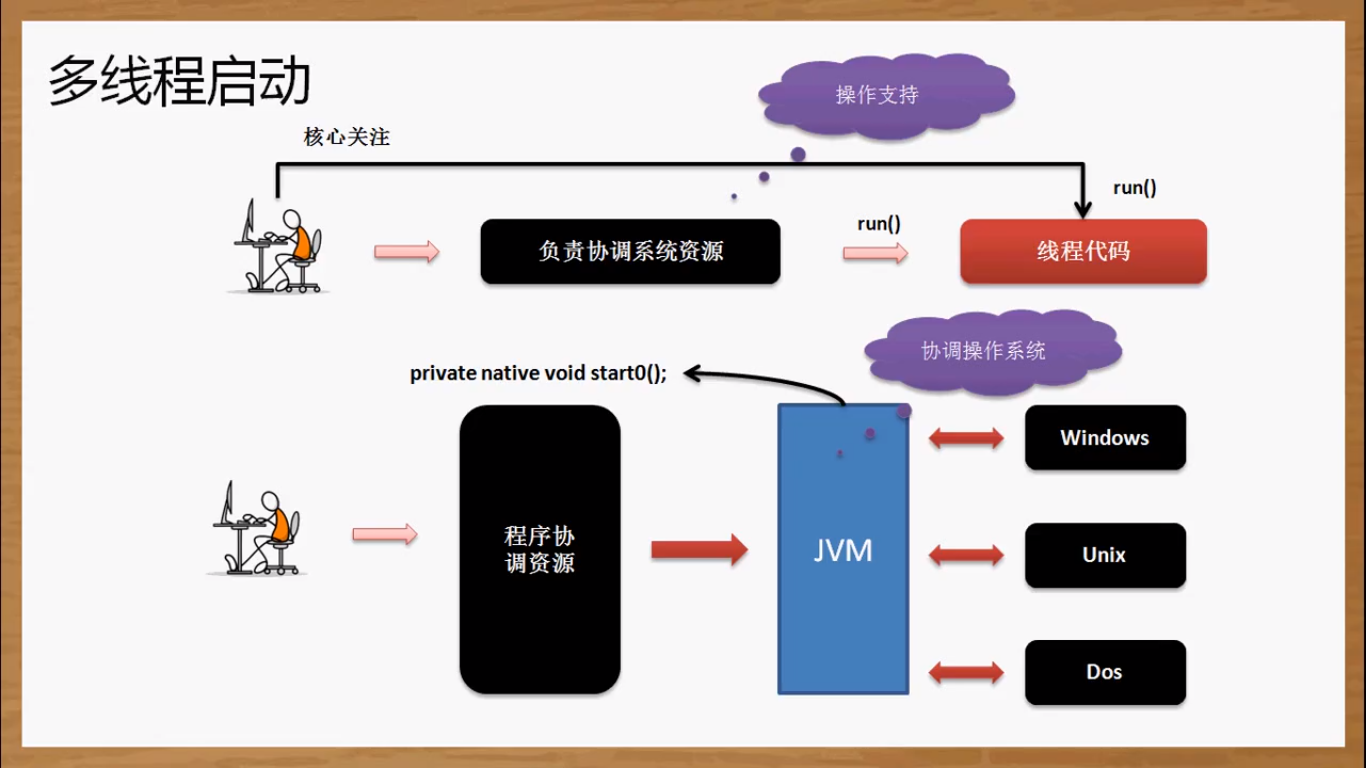 多线程启动
操作支持
核心关注
run()
run()
负责协调系统资源
线程代码
协调操作系统
private native void start0();
Windows
程序协
调资源
JVM
Unix
Dos